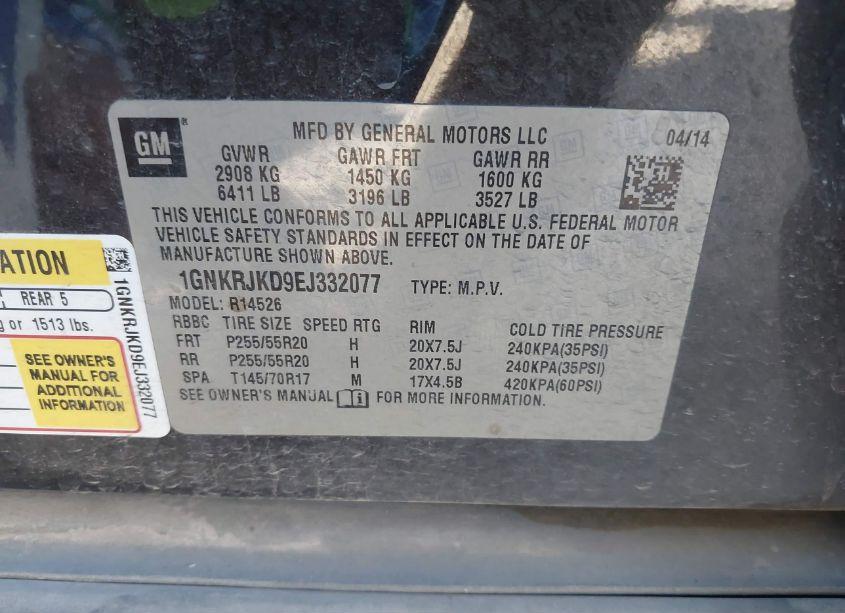 GM
MFD BY GENERAL MOTORS LLC 04/14
GVWR GAWR FRT GAWR RR
2908 KG 1450 KG 1600 KG
6411 LB 3196 LB 3527 LB
THIS VEHICLE CONFORMS TO ALL APPLICABLE U.S. FEDERAL MOTOR
VEHICLE SAFETY STANDARDS IN EFFECT ON THE DATE OF
MANUFACTURE SHOWN ABOVE.
1GNKRJKD9EJ332077 TYPE: M.P.V.
MODEL: R14526
RBBC TIRE SIZE SPEED RTG RIM COLD TIRE PRESSURE
FRT P255/55R20 H 20X7.5J 240KPA(35PSI)
RR P255/55R20 H 20X7.5J 240KPA(35PSI)
SPA T145/70R17 M 17X4.5B 420KPA(60PSI)
SEE OWNER'S MANUAL FOR MORE INFORMATION.
REAR 5
or 1513 lbs.
SEE OWNER'S
MANUAL FOR
ADDITIONAL
INFORMATION
1GNKRJKD9EJ332077